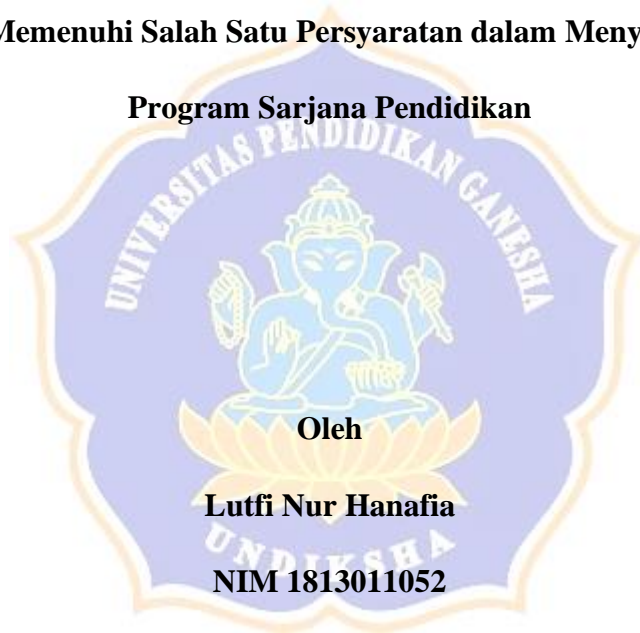 Memenuhi Salah Satu Persyaratan dalam Meny
Program Sarjana Pendidikan
UNIVERSITAS PENDIDIKAN GANESHA
Oleh
Lutfi Nur Hanafia
UNDIKSHA
NIM 1813011052